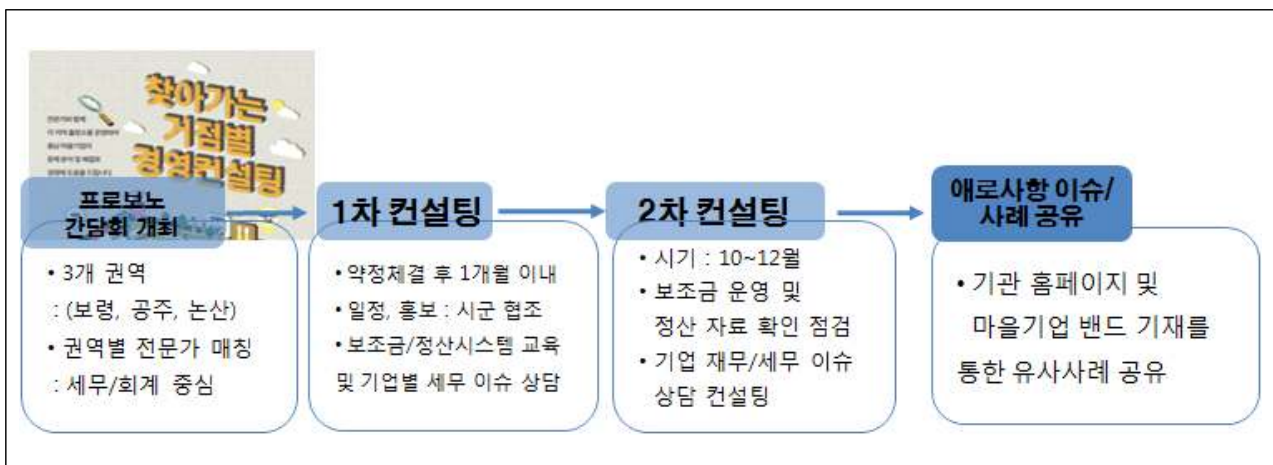 찾아가는
거점별
경영컨설팅
프로보노
간담회 개최
• 3개 권역
: (보령, 공주, 논산)
• 권역별 전문가 매칭
: 세무/회계 중심
1차 컨설팅
• 약정체결 후 1개월 이내
• 일정, 홍보 : 시군 협조
• 보조금/정산시스템 교육
및 기업별 세무 이슈 상담
2차 컨설팅
• 시기 : 10~12월
• 보조금 운영 및
정산 자료 확인 점검
• 기업 재무/세무 이슈
상담 컨설팅
애로사항 이슈/
사례 공유
• 기관 홈페이지 및
마을기업 밴드 기재를
통한 유사사례 공유